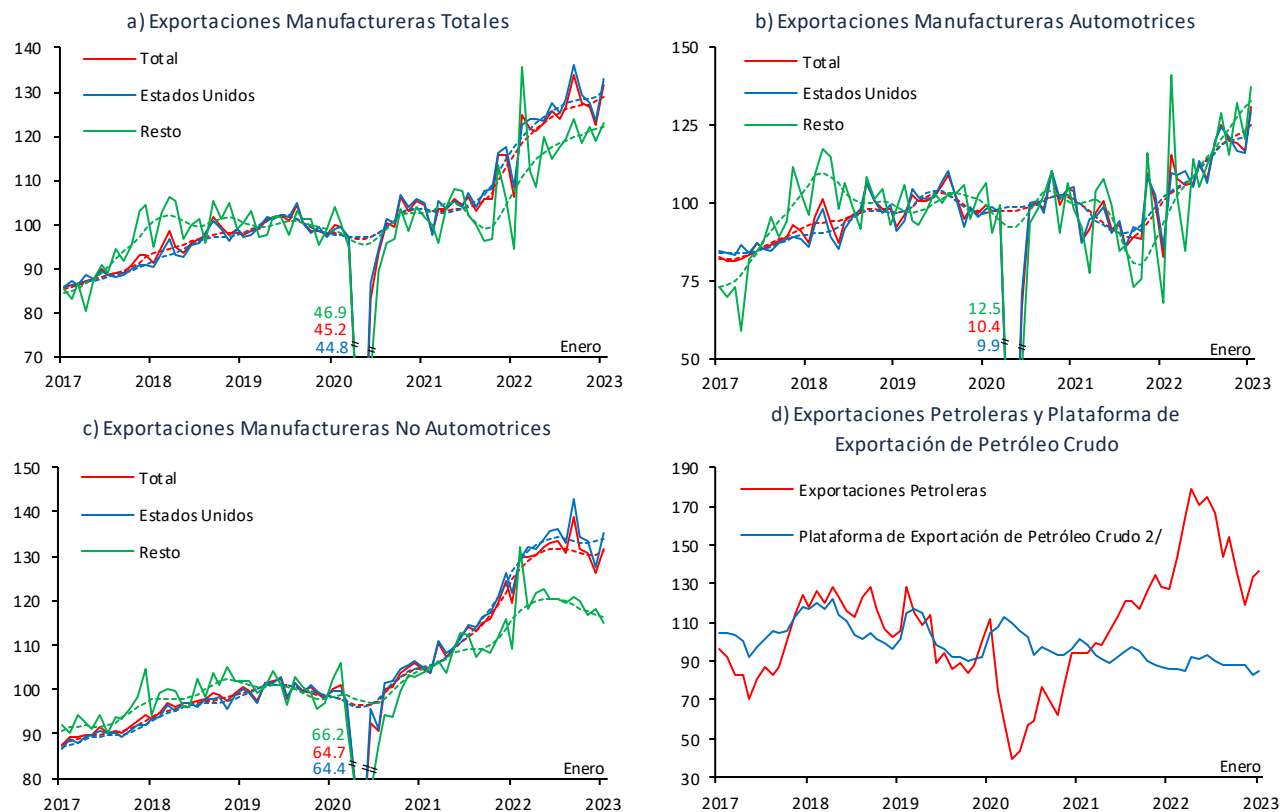 a) Exportaciones Manufactureras Totales
140
130
120
110
100
90
80
70
Total
Estados Unidos
Resto
46.9
45.2
44.8
Enero
2017 2018 2019 2020 2021 2022 2023
b) Exportaciones Manufactureras Automotrices
150
125
100
75
50
Total
Estados Unidos
Resto
12.5
10.4
9.9
Enero
2017 2018 2019 2020 2021 2022 2023
c) Exportaciones Manufactureras No Automotrices
150
140
130
120
110
100
90
80
Total
Estados Unidos
Resto
66.2
64.7
64.4
Enero
2017 2018 2019 2020 2021 2022 2023
d) Exportaciones Petroleras y Plataforma de
Exportación de Petróleo Crudo
190
170
150
130
110
90
70
50
30
Exportaciones Petroleras
Plataforma de Exportación de Petróleo Crudo 2/
Enero
2017 2018 2019 2020 2021 2022 2023